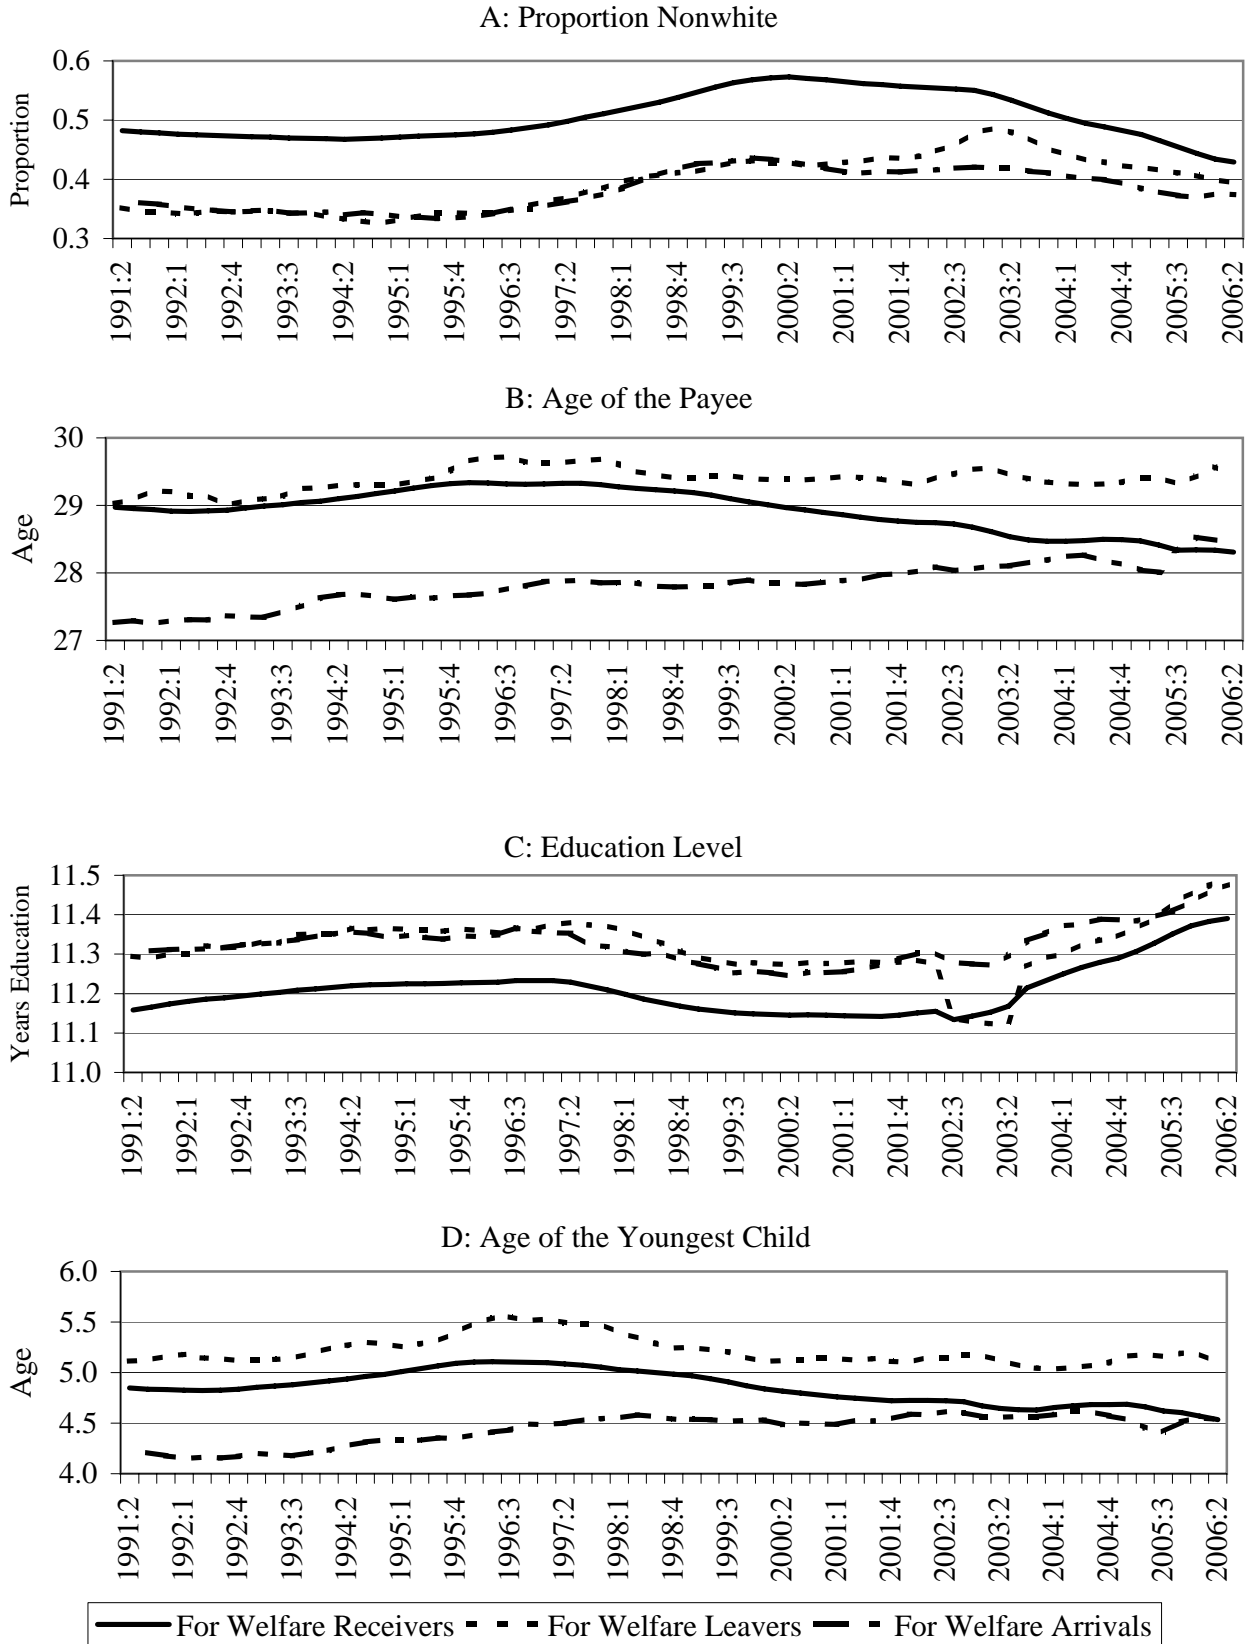 A: Proportion Nonwhite
Proportion
0.6
0.5
0.4
0.3
1991:2 1992:1 1992:4 1993:3 1994:2 1995:1 1995:4 1996:3 1997:2 1998:1 1998:4 1999:3 2000:2 2001:1 2001:4 2002:3 2003:2 2004:1 2004:4 2005:3 2006:2
B: Age of the Payee
Age
30
29
28
27
1991:2 1992:1 1992:4 1993:3 1994:2 1995:1 1995:4 1996:3 1997:2 1998:1 1998:4 1999:3 2000:2 2001:1 2001:4 2002:3 2003:2 2004:1 2004:4 2005:3 2006:2
C: Education Level
Years Education
11.5
11.4
11.3
11.2
11.1
11.0
1991:2 1992:1 1992:4 1993:3 1994:2 1995:1 1995:4 1996:3 1997:2 1998:1 1998:4 1999:3 2000:2 2001:1 2001:4 2002:3 2003:2 2004:1 2004:4 2005:3 2006:2
D: Age of the Youngest Child
Age
6.0
5.5
5.0
4.5
4.0
1991:2 1992:1 1992:4 1993:3 1994:2 1995:1 1995:4 1996:3 1997:2 1998:1 1998:4 1999:3 2000:2 2001:1 2001:4 2002:3 2003:2 2004:1 2004:4 2005:3 2006:2
For Welfare Receivers For Welfare Leavers For Welfare Arrivals